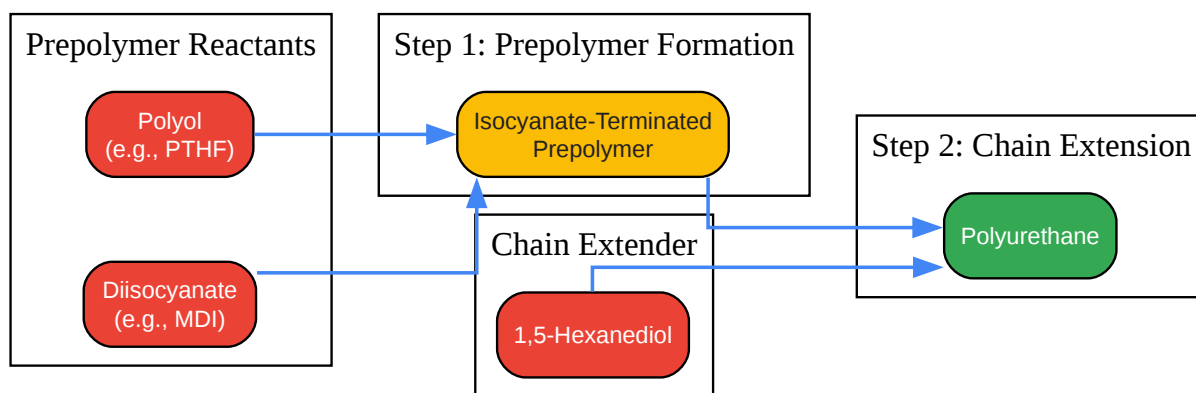 Prepolymer Reactants
Polyol
(e.g., PTHF)
Diisocyanate
(e.g., MDI)
Step 1: Prepolymer Formation
Isocyanate-Terminated
Prepolymer
Chain Extender
1,5-Hexanediol
Step 2: Chain Extension
Polyurethane